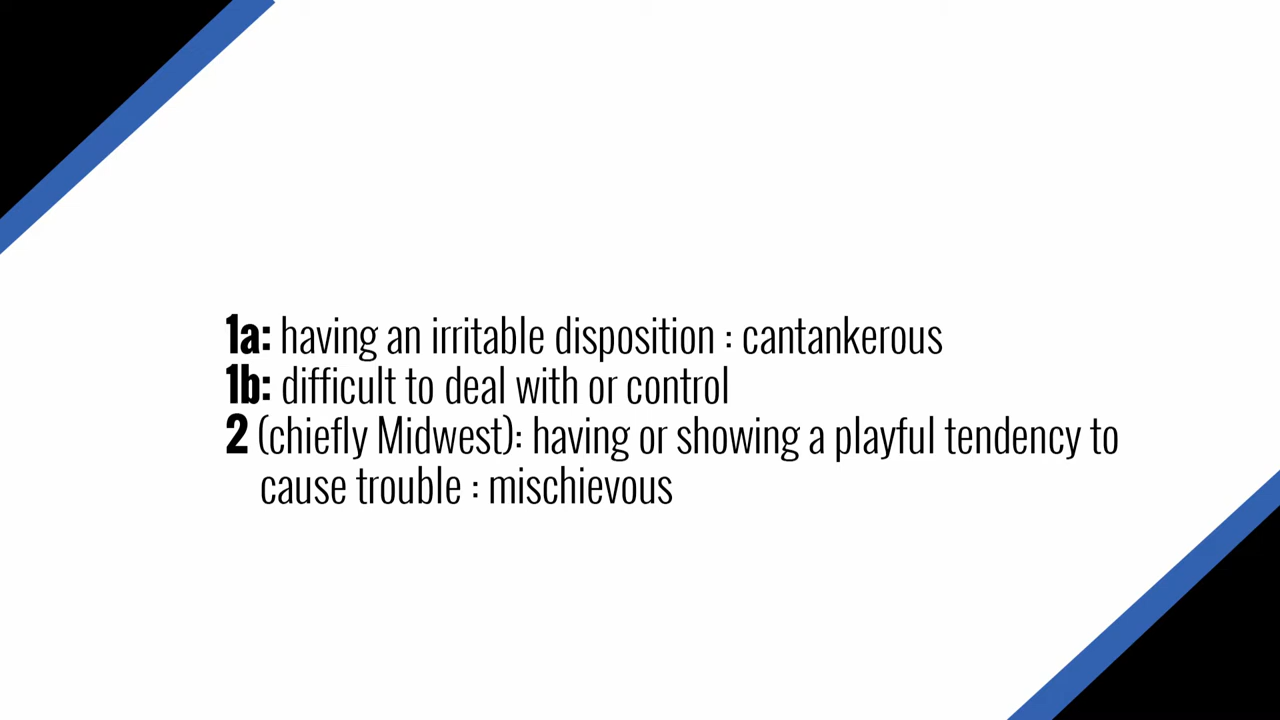 1a: having an irritable disposition : cantankerous
1b: difficult to deal with or control
2 (chiefly Midwest): having or showing a playful tendency to
cause trouble : mischievous